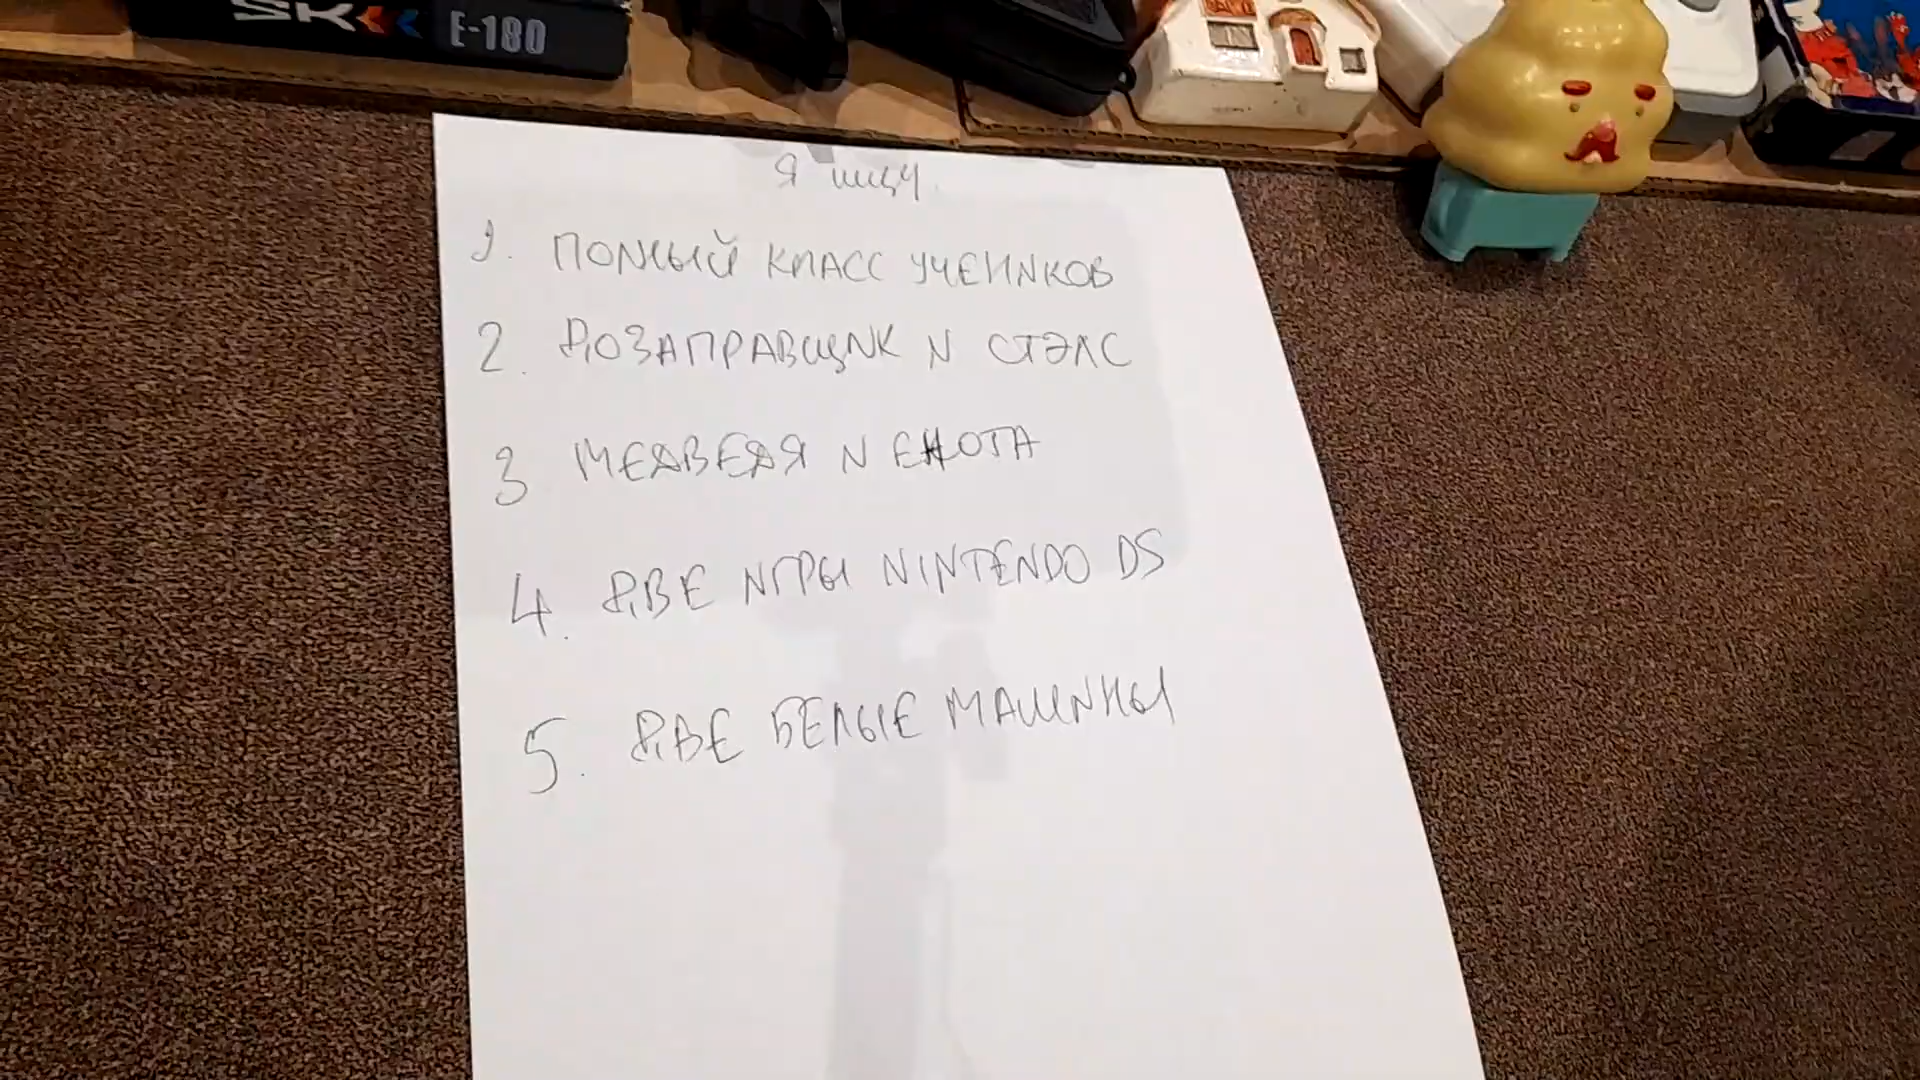 SK E-180
Я ищу
1. ПОЛНЫЙ КЛАСС УЧЕНИКОВ
2. ДОЗАПРАВЩИК И СТЭЛС
3 МЕДВЕДЯ И ЕНОТА
4. ДВЕ ИГРЫ NINTENDO DS
5. ДВЕ БЕЛЫЕ МАШИНЫ